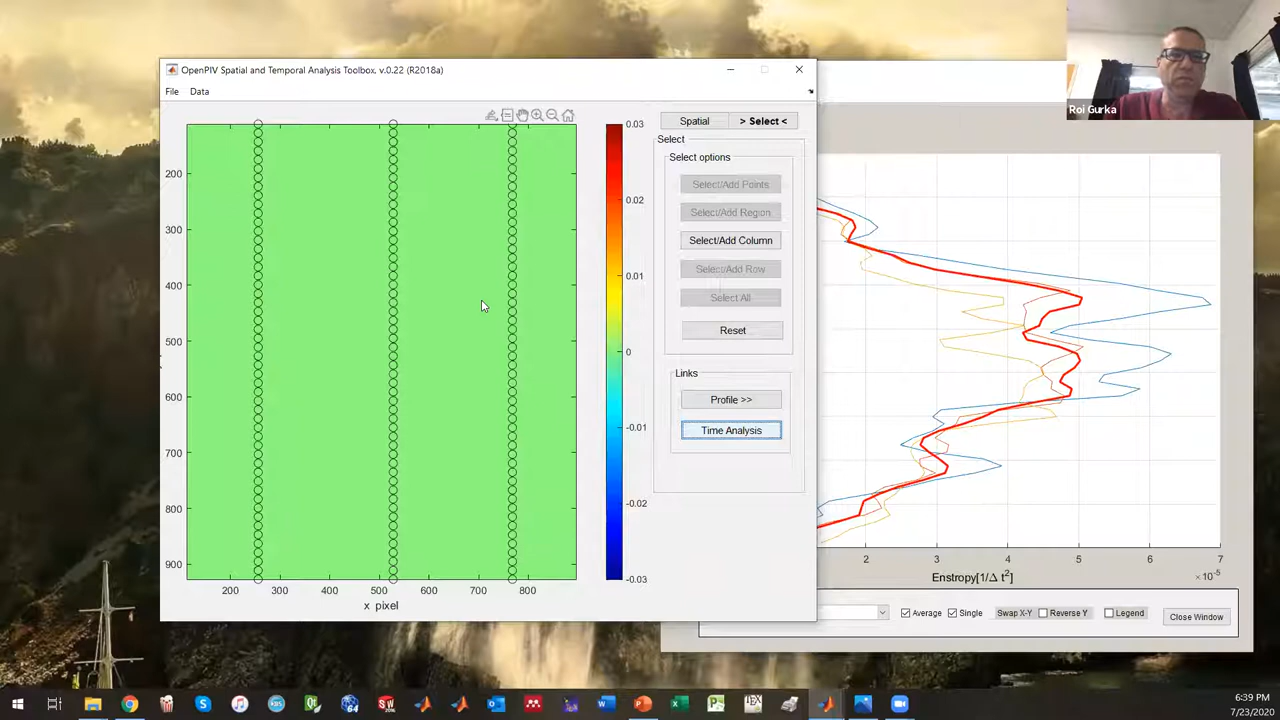 OpenPIV Spatial and Temporal Analysis Toolbox, v.0.22 (R2018a)
File Data
Roi Gurka
Spatial > Select <
Select
Select options
Select/Add Points
Select/Add Region
Select/Add Column
Select/Add Row
Select All
Reset
Links
Profile >>
Time Analysis
200
300
400
500
600
700
800
900
200 300 400 500 600 700 800
x pixel
0.03
0.02
0.01
0
-0.01
-0.02
-0.03
2 3 4 5 6 7
×10⁻⁵
Enstropy[1/Δ t²]
Average Single Swap X-Y Reverse Y Legend Close Window
6:39 PM
7/23/2020